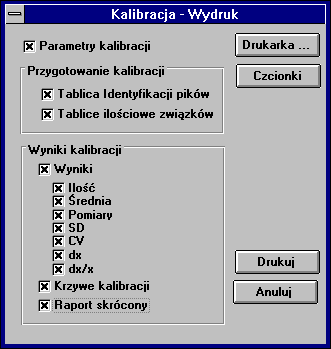 Kalibracja - Wydruk
Parametry kalibracji
Drukarka ...
Przygotowanie kalibracji
Czcionki
Tablica Identyfikacji pików
Tablice ilościowe związków
Wyniki kalibracji
Wyniki
Ilość
Średnia
Pomiary
SD
CV
dx
dx/x
Drukuj
Krzywe kalibracji
Anuluj
Raport skrócony